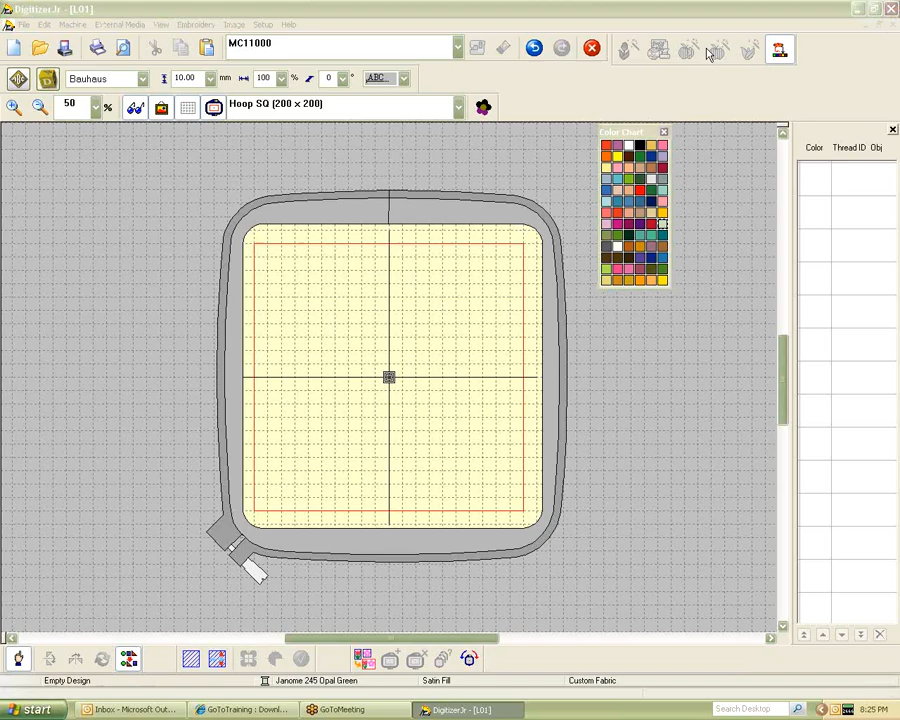 DigitizerJr - [L01]
File Edit Machine External Media View Embroidery Image Setup Help
MC11000
Bauhaus 10.00 mm 100 % 0 ABC
50 % Hoop SQ (200 x 200)
Color Chart
Color Thread ID Obj
Empty Design Janome 245 Opal Green Satin Fill Custom Fabric
start Inbox - Microsoft Out... GoToTraining : Downl... GoToMeeting DigitizerJr - [L01] Search Desktop 8:25 PM